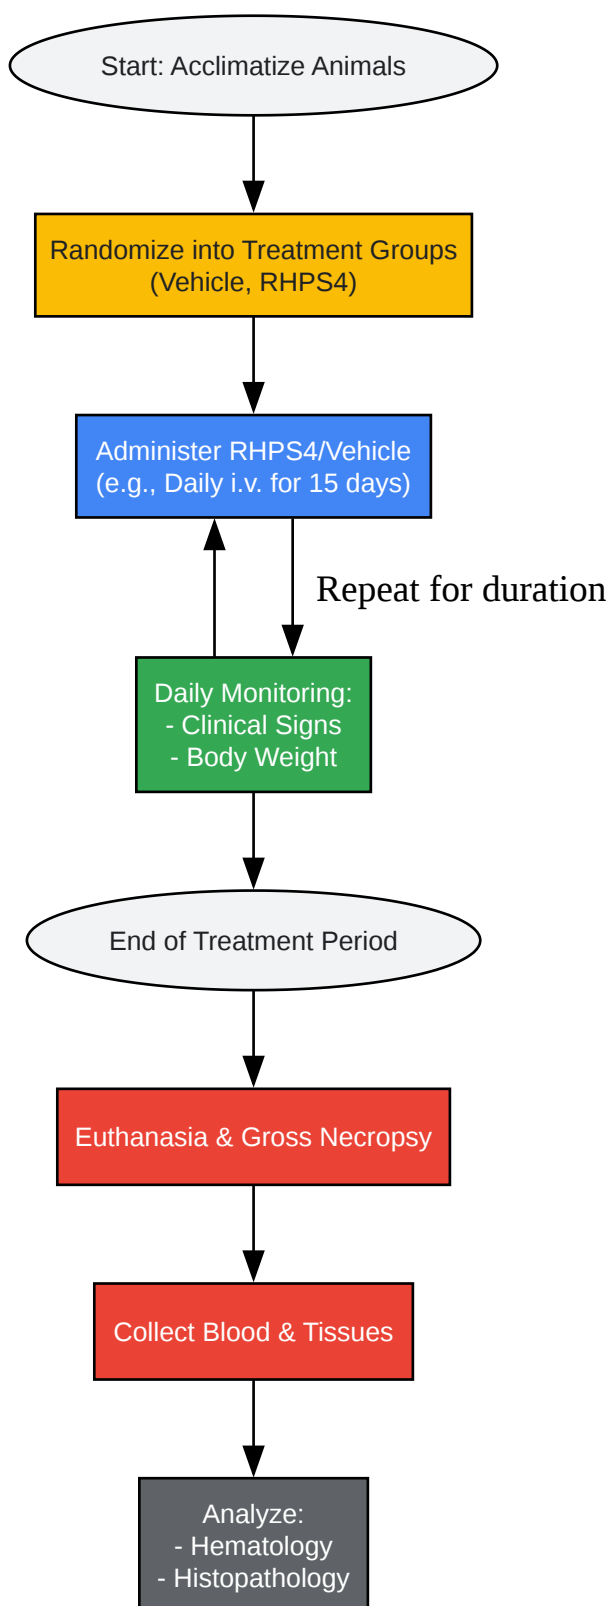 Start: Acclimatize Animals
Randomize into Treatment Groups
(Vehicle, RHPS4)
Administer RHPS4/Vehicle
(e.g., Daily i.v. for 15 days)
Repeat for duration
Daily Monitoring:
- Clinical Signs
- Body Weight
End of Treatment Period
Euthanasia & Gross Necropsy
Collect Blood & Tissues
Analyze:
- Hematology
- Histopathology